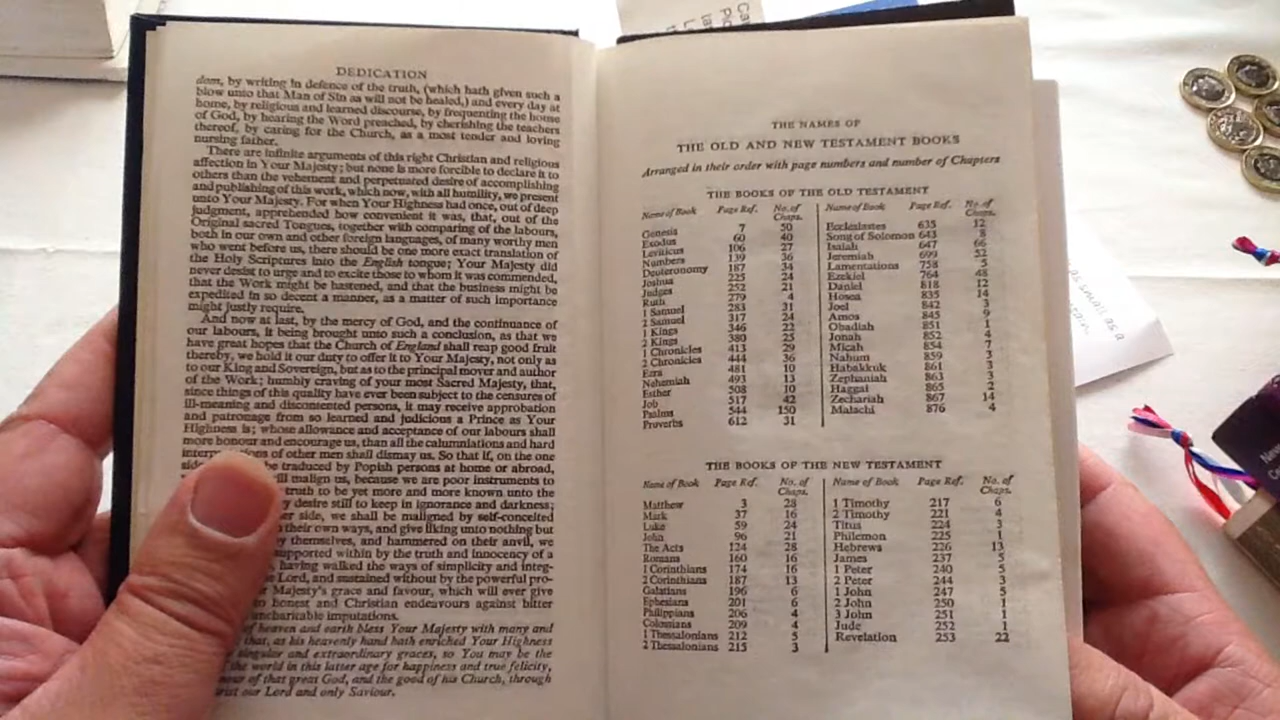 DEDICATION
dom, by writing in defence of the truth, (which hath given such a
blow unto that Man of Sin as will not be healed,) and every day at
home, by religious and learned discourse, by frequenting the house
of God, by hearing the Word preached, by cherishing the teachers
thereof, by caring for the Church, as a most tender and loving
nursing father.
There are infinite arguments of this right Christian and religious
affection in Your Majesty; but none is more forcible to declare it to
others than the vehement and perpetuated desire of accomplishing
and publishing of this work, which now, with all humility, we present
unto Your Majesty. For when Your Highness had once, out of deep
judgment, apprehended how convenient it was, that, out of the
Original sacred Tongues, together with comparing of the labours,
both in our own and other foreign languages, of many worthy men
who went before us, there should be one more exact translation of
the Holy Scriptures into the English tongue; Your Majesty did
never desist to urge and to excite those to whom it was commended,
that the Work might be hastened, and that the business might be
expedited in so decent a manner, as a matter of such importance
might justly require.
And now at last, by the mercy of God, and the continuance of
our labours, it being brought unto such a conclusion, as that we
have great hopes that the Church of England shall reap good fruit
thereby, we hold it our duty to offer it to Your Majesty, not only as
to our King and Sovereign, but as to the principal mover and author
of the Work; humbly craving of your most Sacred Majesty, that,
since things of this quality have ever been subject to the censures of
ill-meaning and discontented persons, it may receive approbation
and patronage from so learned and judicious a Prince as Your
Highness is; whose allowance and acceptance of our labours shall
more honour and encourage us, than all the calumniations and hard
of other men shall dismay us. So that if, on the one
be traduced by Popish persons at home or abroad,
will malign us, because we are poor instruments to
truth to be yet more and more known unto the
desire still to keep in ignorance and darkness;
side, we shall be maligned by self-conceited
their own ways, and give liking unto nothing but
themselves, and hammered on their anvil, we
supported within by the truth and innocency of a
having walked the ways of simplicity and integ-
Lord, and sustained without by the powerful pro-
Majesty's grace and favour, which will ever give
to honest and Christian endeavours against bitter
uncharitable imputations.
of heaven and earth bless Your Majesty with many and
that, as his heavenly hand hath enriched Your Highness
singular and extraordinary graces, so You may be the
the world in this latter age for happiness and true felicity,
of that great God, and the good of his Church, through
our Lord and only Saviour.
THE NAMES OF
THE OLD AND NEW TESTAMENT BOOKS
Arranged in their order with page numbers and number of Chapters
THE BOOKS OF THE OLD TESTAMENT
Name of Book Page Ref. No. of Chaps.
Genesis 7 50
Exodus 60 40
Leviticus 106 27
Numbers 139 36
Deuteronomy 187 34
Joshua 225 24
Judges 252 21
Ruth 279 4
1 Samuel 283 31
2 Samuel 317 24
1 Kings 346 22
2 Kings 380 25
1 Chronicles 413 29
2 Chronicles 444 36
Ezra 481 10
Nehemiah 493 13
Esther 508 10
Job 517 42
Psalms 544 150
Proverbs 612 31
Name of Book Page Ref. No. of Chaps.
Ecclesiastes 635 12
Song of Solomon 643 8
Isaiah 647 66
Jeremiah 699 52
Lamentations 758 5
Ezekiel 764 48
Daniel 818 12
Hosea 835 14
Joel 842 3
Amos 845 9
Obadiah 851 1
Jonah 852 4
Micah 854 7
Nahum 859 3
Habakkuk 861 3
Zephaniah 863 3
Haggai 865 2
Zechariah 867 14
Malachi 876 4
THE BOOKS OF THE NEW TESTAMENT
Name of Book Page Ref. No. of Chaps.
Matthew 3 28
Mark 37 16
Luke 59 24
John 96 21
The Acts 124 28
Romans 160 16
1 Corinthians 174 16
2 Corinthians 187 13
Galatians 196 6
Ephesians 201 6
Philippians 206 4
Colossians 209 4
1 Thessalonians 212 5
2 Thessalonians 215 3
Name of Book Page Ref. No. of Chaps.
1 Timothy 217 6
2 Timothy 221 4
Titus 224 3
Philemon 225 1
Hebrews 226 13
James 237 5
1 Peter 240 5
2 Peter 244 3
1 John 247 5
2 John 250 1
3 John 251 1
Jude 252 1
Revelation 253 22
as small as a